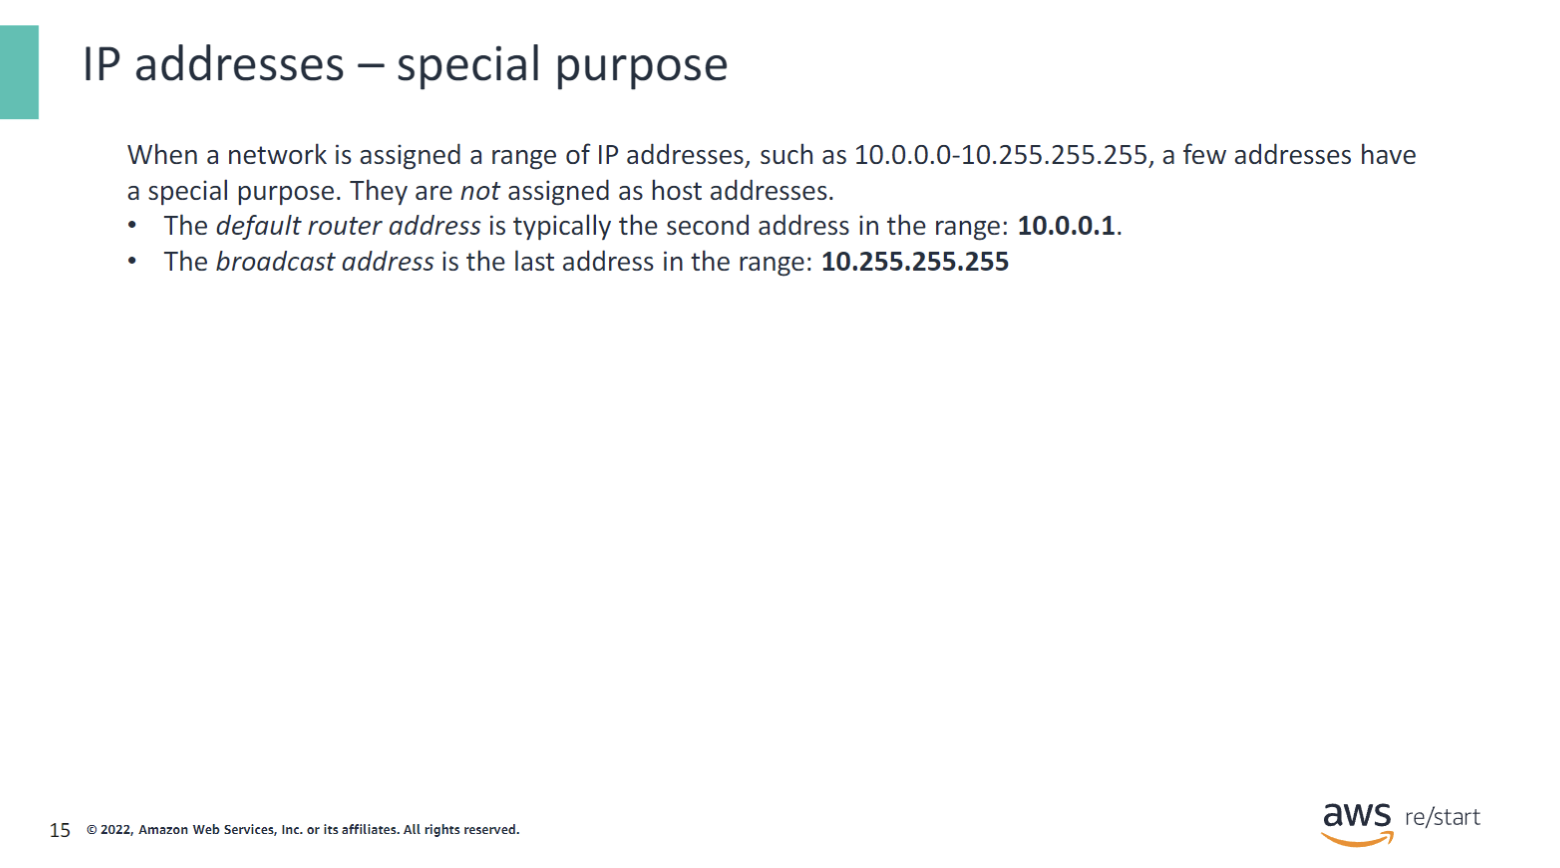 IP addresses – special purpose
When a network is assigned a range of IP addresses, such as 10.0.0.0-10.255.255.255, a few addresses have
a special purpose. They are not assigned as host addresses.
• The default router address is typically the second address in the range: 10.0.0.1.
• The broadcast address is the last address in the range: 10.255.255.255
15 © 2022, Amazon Web Services, Inc. or its affiliates. All rights reserved.
aws re/start